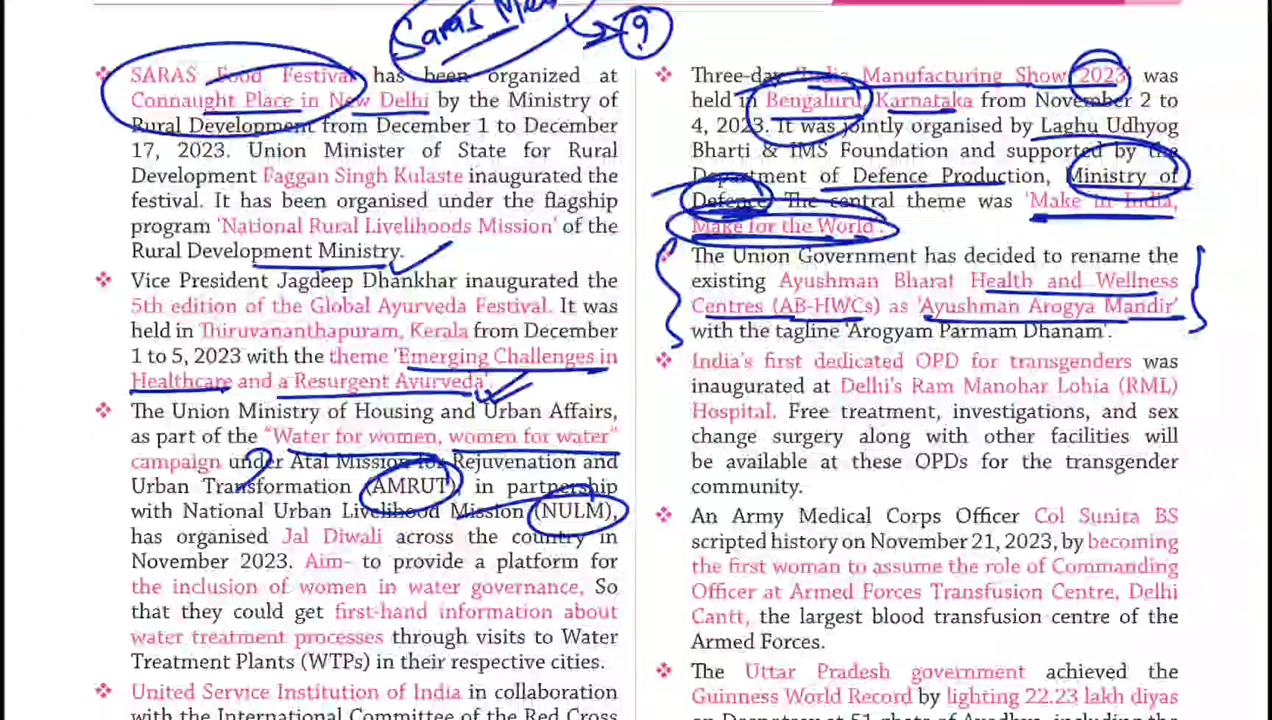 Saras Mela
?
SARAS Food Festival has been organized at
Connaught Place in New Delhi by the Ministry of
Rural Development from December 1 to December
17, 2023. Union Minister of State for Rural
Development Faggan Singh Kulaste inaugurated the
festival. It has been organised under the flagship
program 'National Rural Livelihoods Mission' of the
Rural Development Ministry.
Vice President Jagdeep Dhankhar inaugurated the
5th edition of the Global Ayurveda Festival. It was
held in Thiruvananthapuram, Kerala from December
1 to 5, 2023 with the theme 'Emerging Challenges in
Healthcare and a Resurgent Ayurveda'.
The Union Ministry of Housing and Urban Affairs,
as part of the "Water for women, women for water"
campaign under Atal Mission for Rejuvenation and
Urban Transformation (AMRUT), in partnership
with National Urban Livelihood Mission (NULM),
has organised Jal Diwali across the country in
November 2023. Aim- to provide a platform for
the inclusion of women in water governance, So
that they could get first-hand information about
water treatment processes through visits to Water
Treatment Plants (WTPs) in their respective cities.
United Service Institution of India in collaboration
with the International Committee of the Red Cross
Three-day 'India Manufacturing Show 2023' was
held in Bengaluru, Karnataka from November 2 to
4, 2023. It was jointly organised by Laghu Udhyog
Bharti & IMS Foundation and supported by the
Department of Defence Production, Ministry of
Defence. The central theme was 'Make in India,
Make for the World'.
The Union Government has decided to rename the
existing Ayushman Bharat Health and Wellness
Centres (AB-HWCs) as 'Ayushman Arogya Mandir'
with the tagline 'Arogyam Parmam Dhanam'.
India's first dedicated OPD for transgenders was
inaugurated at Delhi's Ram Manohar Lohia (RML)
Hospital. Free treatment, investigations, and sex
change surgery along with other facilities will
be available at these OPDs for the transgender
community.
An Army Medical Corps Officer Col Sunita BS
scripted history on November 21, 2023, by becoming
the first woman to assume the role of Commanding
Officer at Armed Forces Transfusion Centre, Delhi
Cantt, the largest blood transfusion centre of the
Armed Forces.
The Uttar Pradesh government achieved the
Guinness World Record by lighting 22.23 lakh diyas
on Deepotsav at 51 ghats of Ayodhya, including the